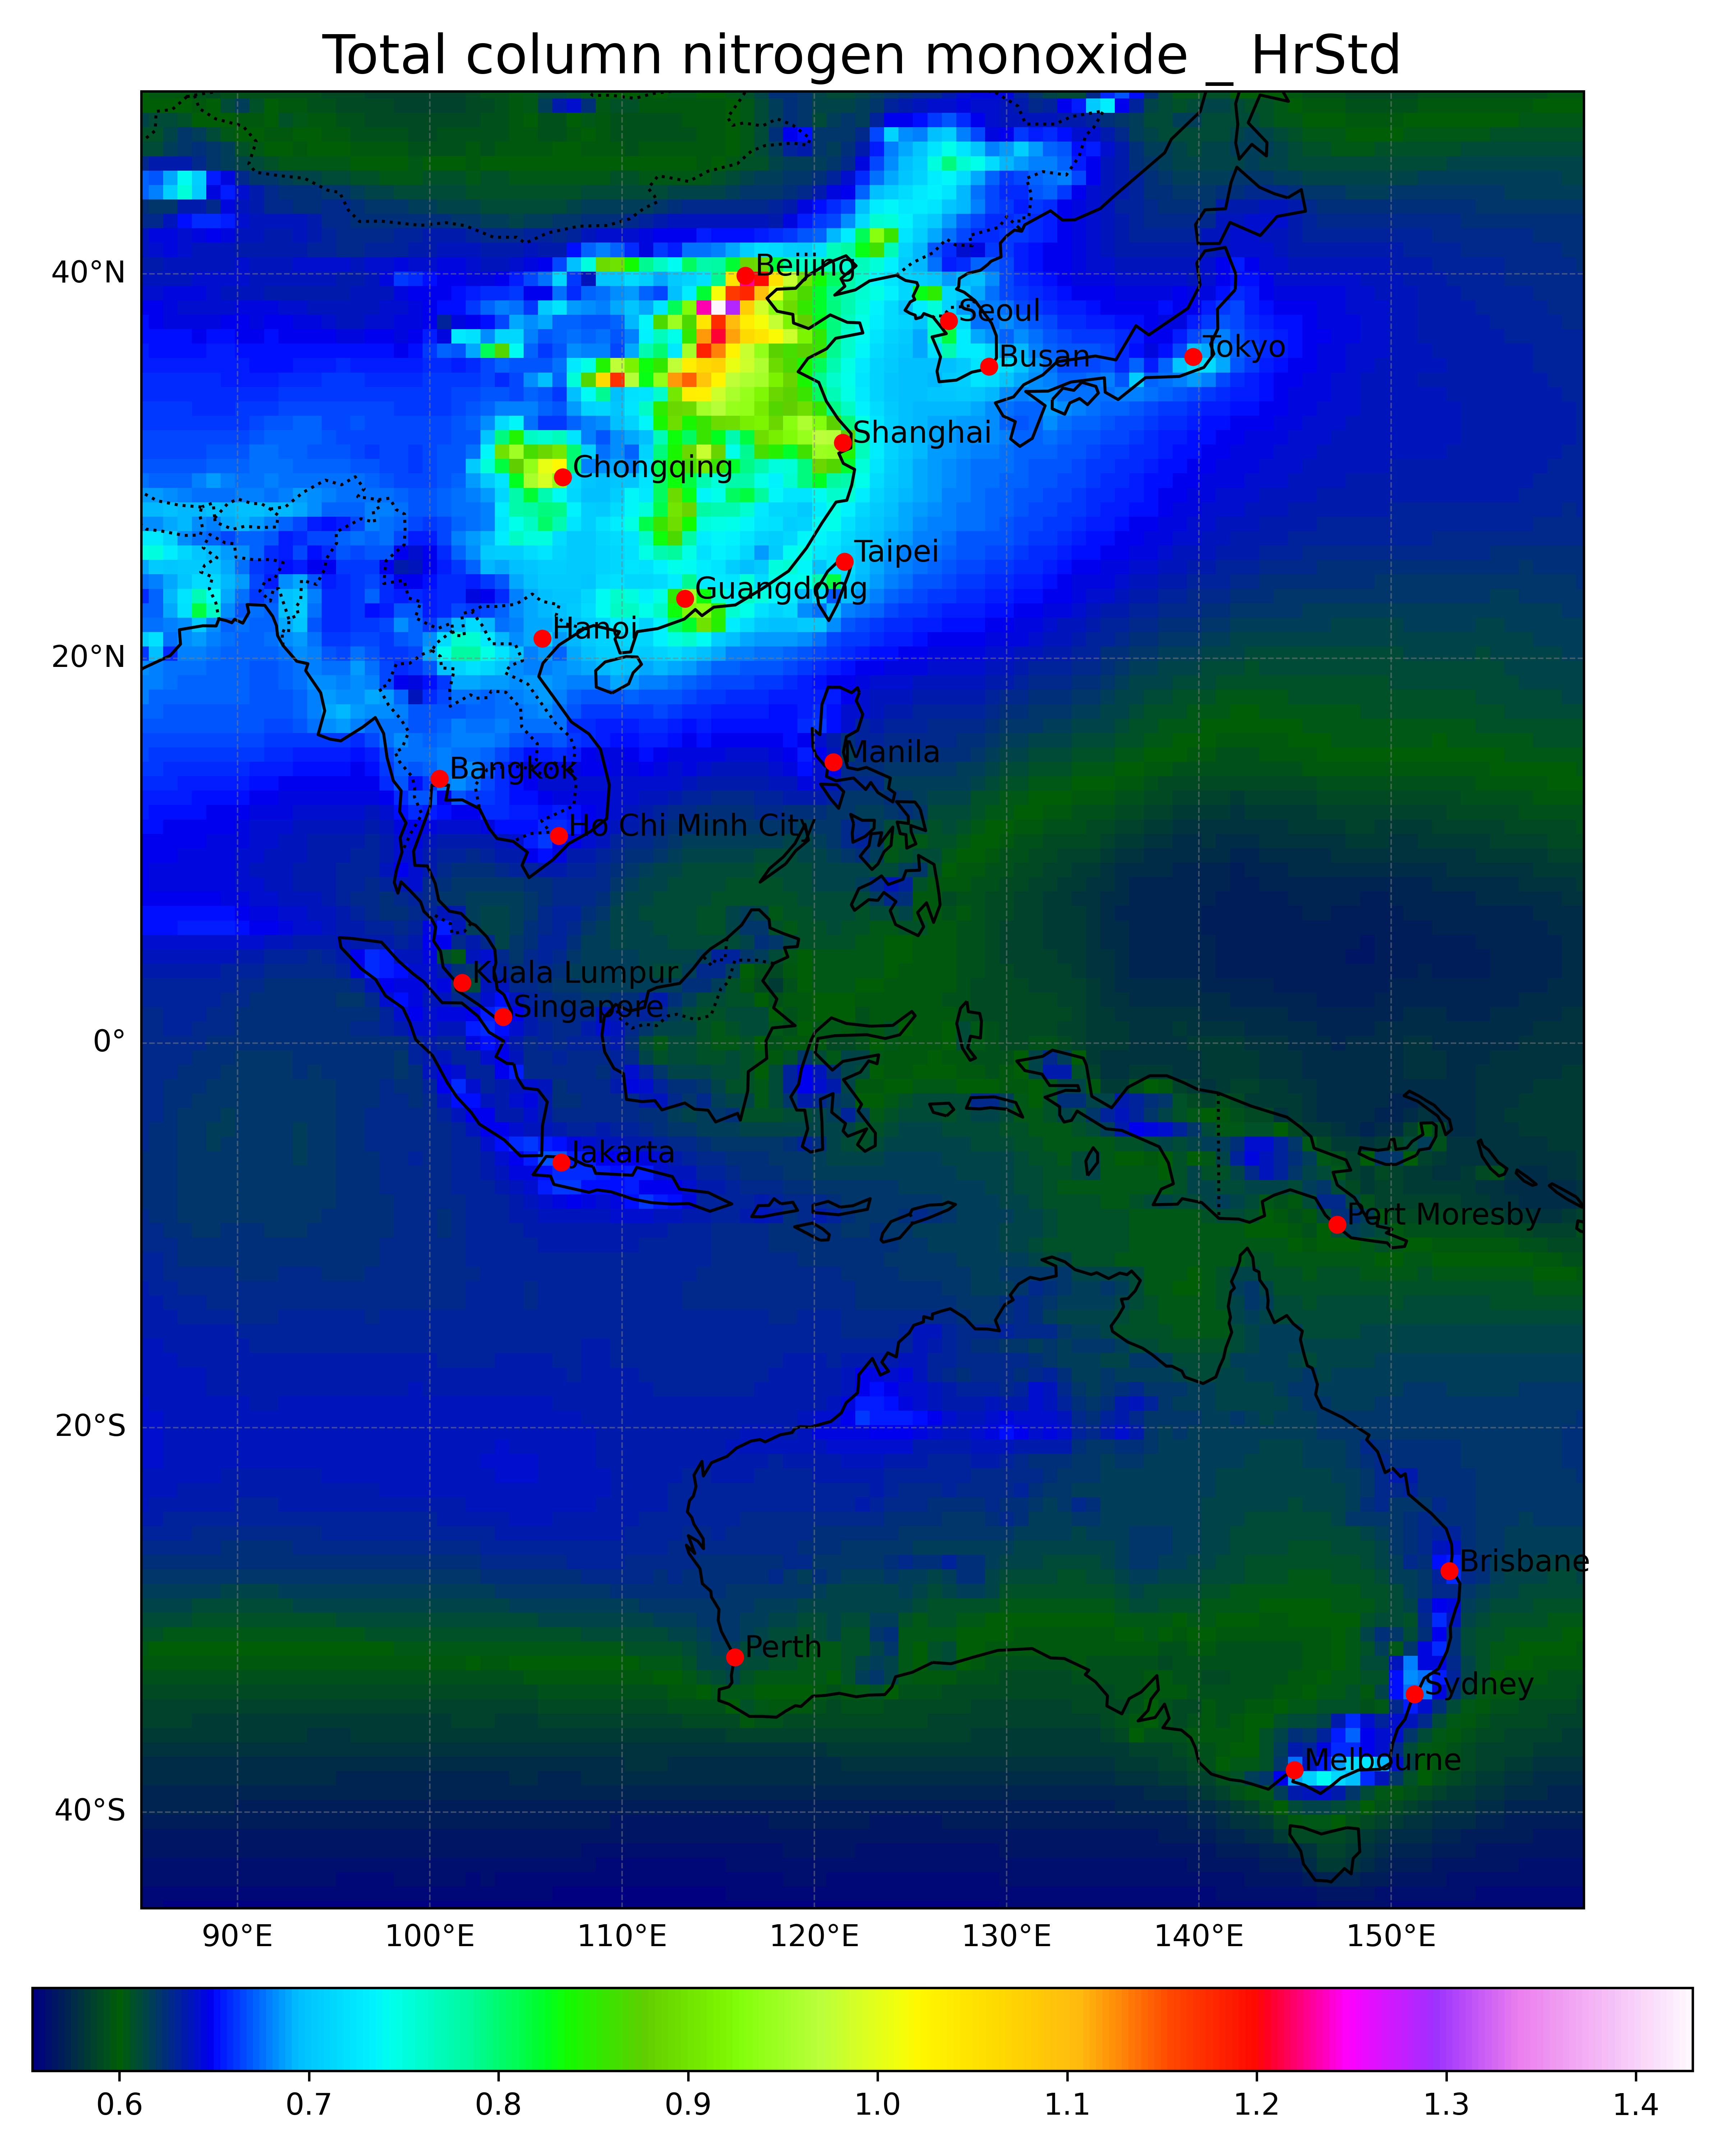 Total column nitrogen monoxide _ HrStd
40°N
20°N
0°
20°S
40°S
Beijing
Seoul
Busan
Tokyo
Shanghai
Chongqing
Taipei
Guangdong
Hanoi
Manila
Bangkok
Ho Chi Minh City
Kuala Lumpur
Singapore
Jakarta
Port Moresby
Brisbane
Perth
Sydney
Melbourne
90°E 100°E 110°E 120°E 130°E 140°E 150°E
0.6 0.7 0.8 0.9 1.0 1.1 1.2 1.3 1.4